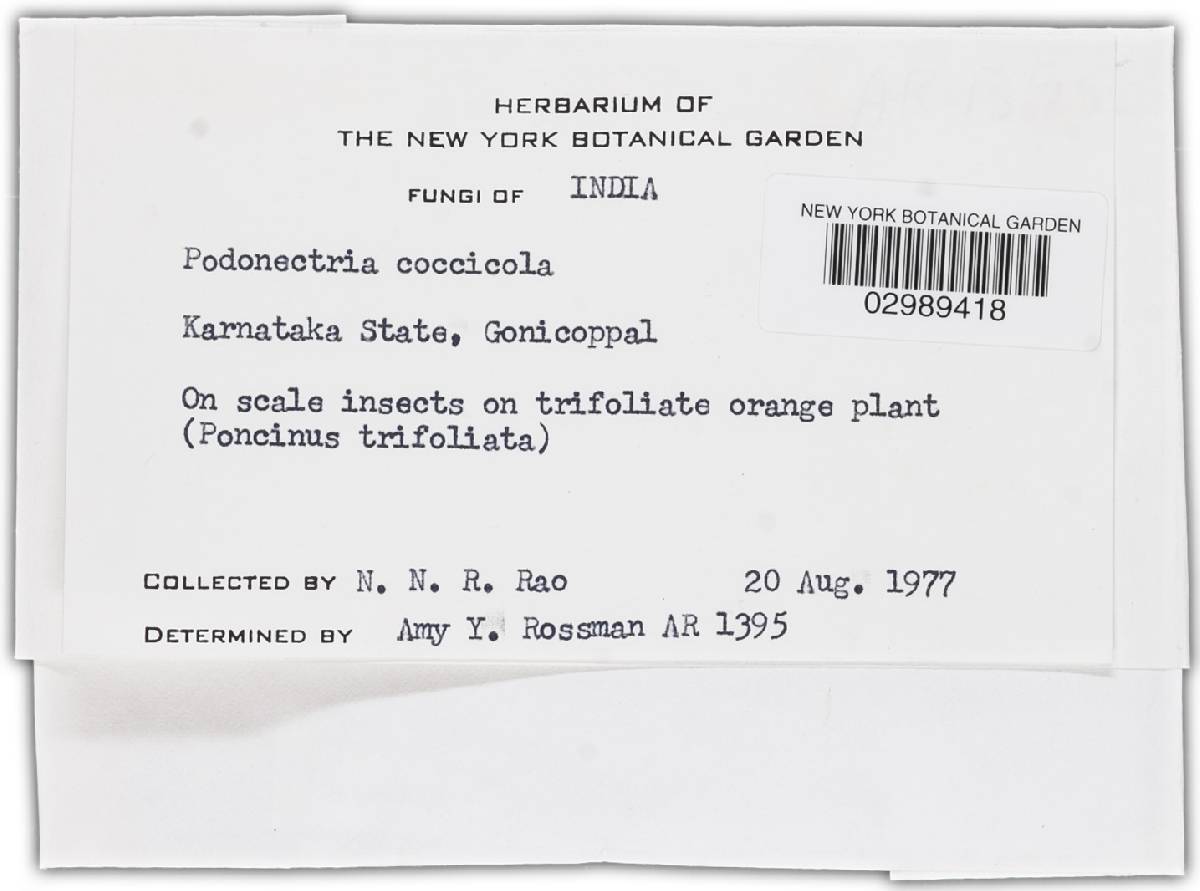 HERBARIUM OF
THE NEW YORK BOTANICAL GARDEN
FUNGI OF INDIA
NEW YORK BOTANICAL GARDEN
02989418
Podonectria coccicola
Karnataka State, Gonicoppal
On scale insects on trifoliate orange plant
(Poncinus trifoliata)
COLLECTED BY N. N. R. Rao 20 Aug. 1977
DETERMINED BY Amy Y. Rossman AR 1395